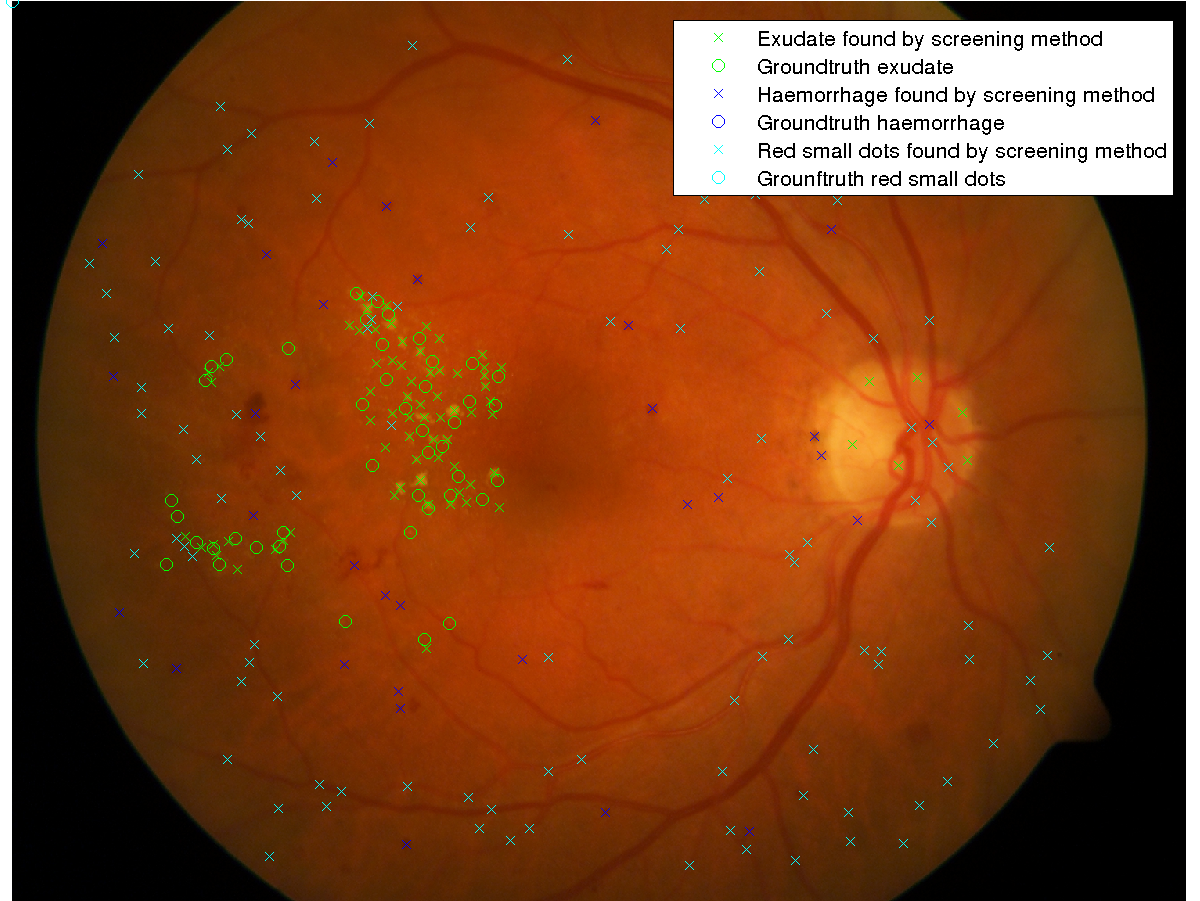 Exudate found by screening method
Groundtruth exudate
Haemorrhage found by screening method
Groundtruth haemorrhage
Red small dots found by screening method
Grounftruth red small dots